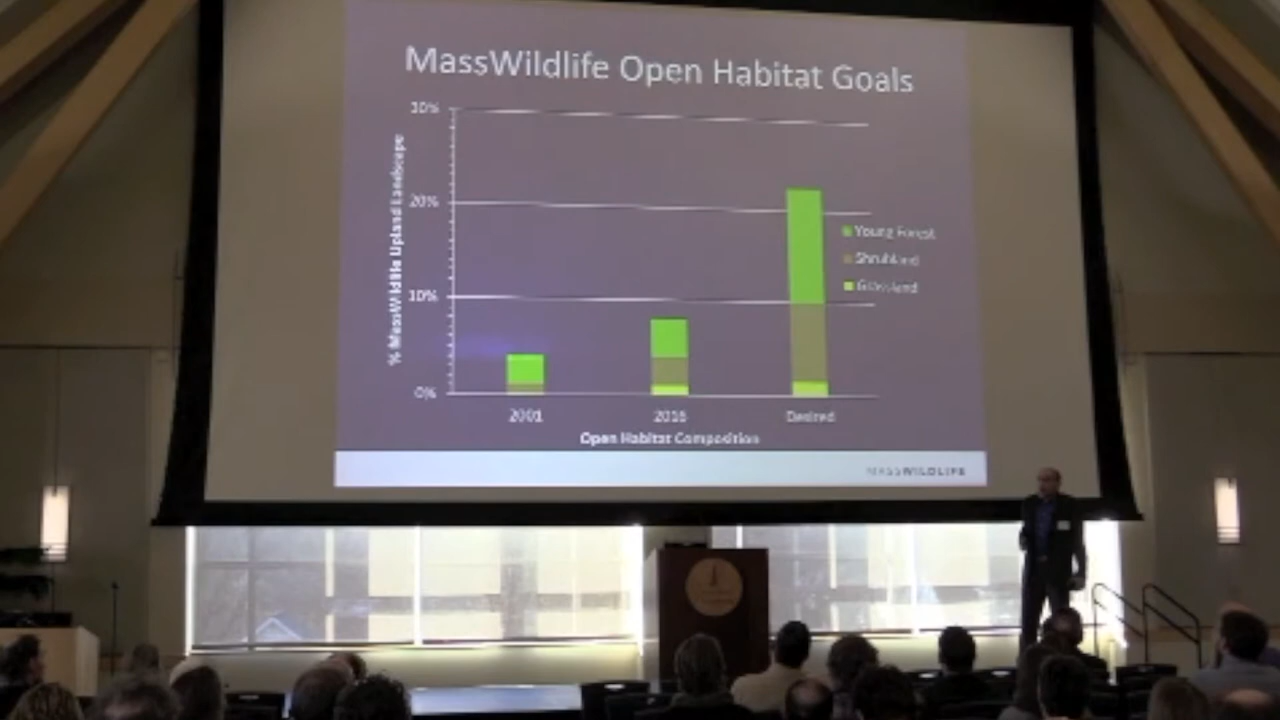 MassWildlife Open Habitat Goals
% MassWildlife Upland Landscape
30%
20%
10%
0%
2001
2016
Desired
Open Habitat Composition
Young Forest
Shrubland
Grassland
MASSWILDLIFE